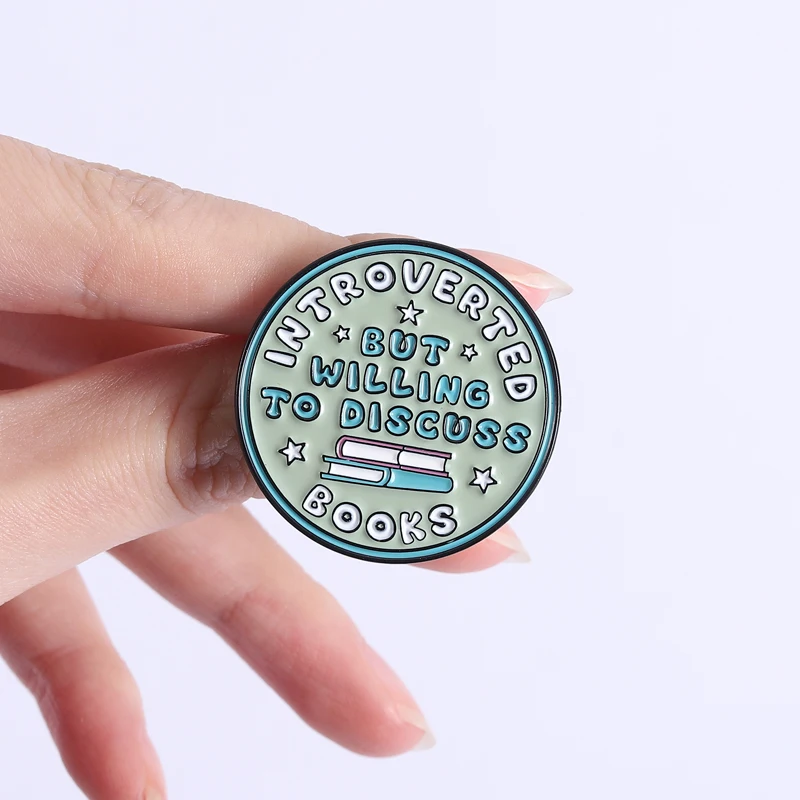 INTROVERTED
BUT
WILLING
TO DISCUSS
BOOKS